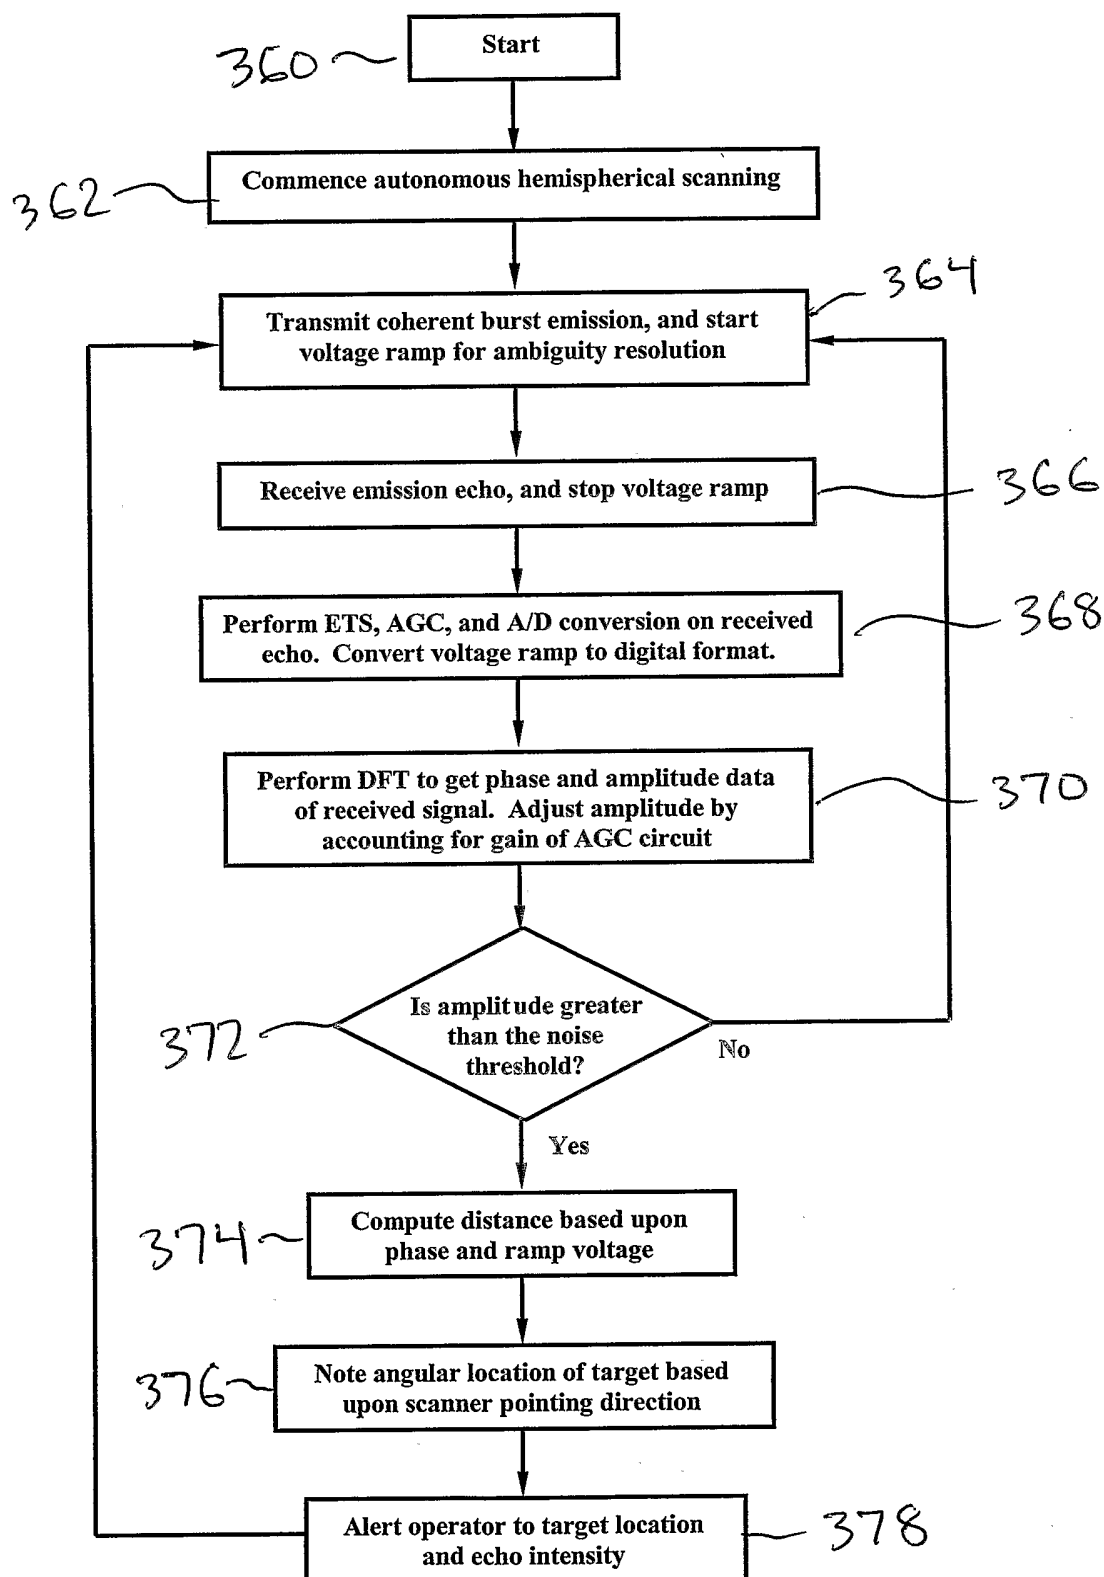 Start
360
Commence autonomous hemispherical scanning
362
364
Transmit coherent burst emission, and start
voltage ramp for ambiguity resolution
Receive emission echo, and stop voltage ramp
366
Perform ETS, AGC, and A/D conversion on received
echo. Convert voltage ramp to digital format.
368
Perform DFT to get phase and amplitude data
of received signal. Adjust amplitude by
accounting for gain of AGC circuit
370
Is amplitude greater
than the noise
threshold?
372
No
Yes
Compute distance based upon
phase and ramp voltage
374
Note angular location of target based
upon scanner pointing direction
376
Alert operator to target location
and echo intensity
378